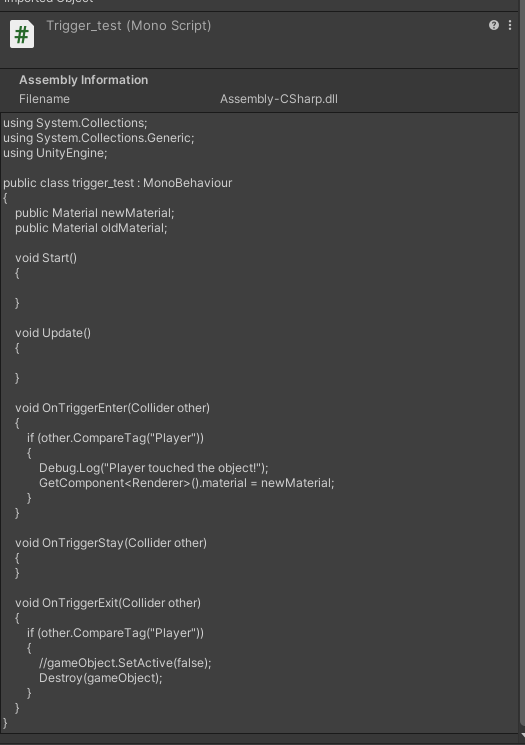 Imported Object
Trigger_test (Mono Script)
Assembly Information
Filename Assembly-CSharp.dll
using System.Collections;
using System.Collections.Generic;
using UnityEngine;

public class trigger_test : MonoBehaviour
{
    public Material newMaterial;
    public Material oldMaterial;

    void Start()
    {

    }

    void Update()
    {

    }

    void OnTriggerEnter(Collider other)
    {
        if (other.CompareTag("Player"))
        {
            Debug.Log("Player touched the object!");
            GetComponent<Renderer>().material = newMaterial;
        }
    }

    void OnTriggerStay(Collider other)
    {
    }

    void OnTriggerExit(Collider other)
    {
        if (other.CompareTag("Player"))
        {
            //gameObject.SetActive(false);
            Destroy(gameObject);
        }
    }
}